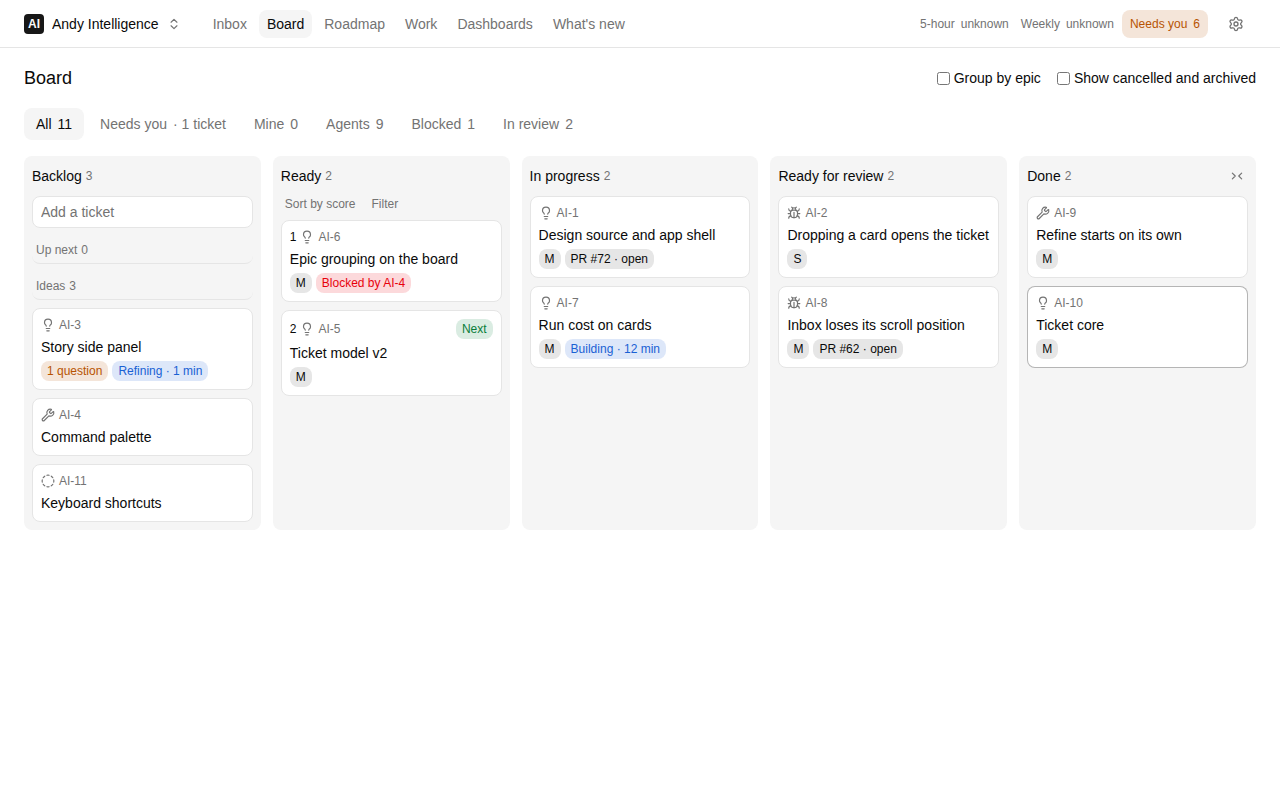 AI Andy Intelligence Inbox Board Roadmap Work Dashboards What's new 5-hour unknown Weekly unknown Needs you 6
Board
Group by epic Show cancelled and archived
All 11 Needs you · 1 ticket Mine 0 Agents 9 Blocked 1 In review 2
Backlog 3
Add a ticket
Up next 0
Ideas 3
AI-3
Story side panel
1 question Refining · 1 min
AI-4
Command palette
AI-11
Keyboard shortcuts
Ready 2
Sort by score Filter
1 AI-6
Epic grouping on the board
M Blocked by AI-4
2 AI-5 Next
Ticket model v2
M
In progress 2
AI-1
Design source and app shell
M PR #72 · open
AI-7
Run cost on cards
M Building · 12 min
Ready for review 2
AI-2
Dropping a card opens the ticket
S
AI-8
Inbox loses its scroll position
M PR #62 · open
Done 2
AI-9
Refine starts on its own
M
AI-10
Ticket core
M